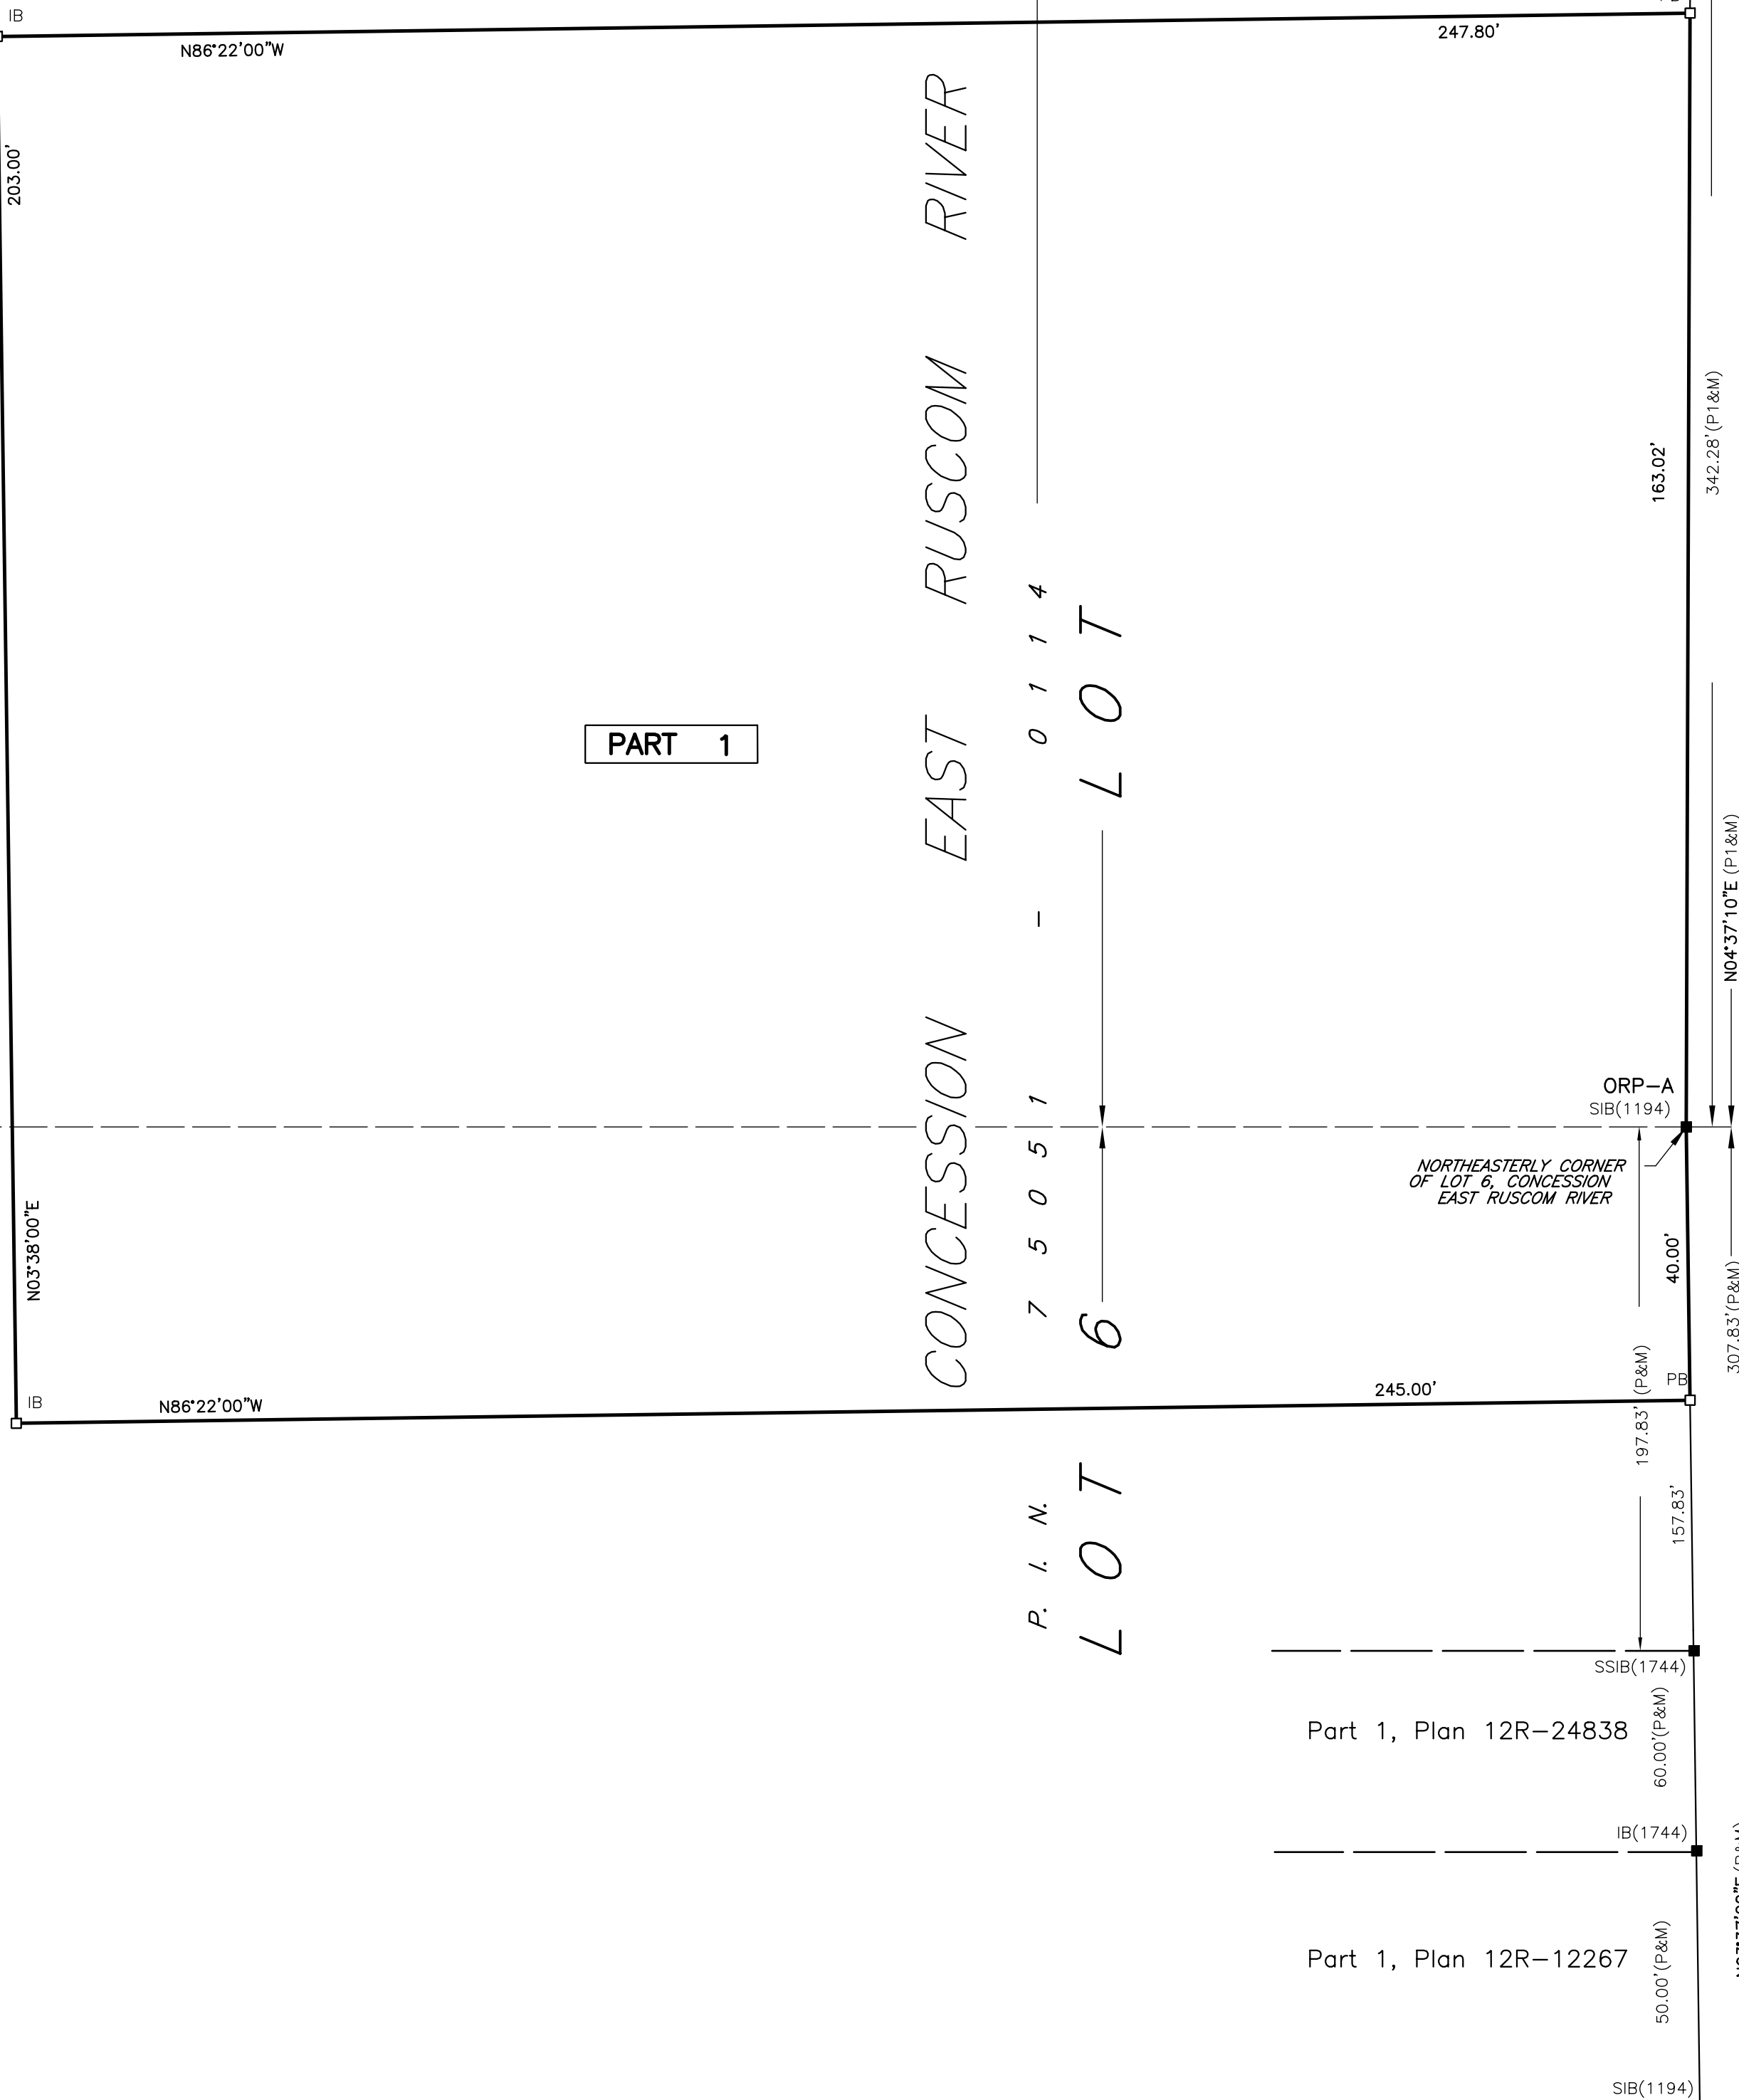 IB
N86°22'00"W
247.80'
203.00'
CONCESSION EAST RUSCOM RIVER
342.28'(P1&M)
163.02'
PART 1
P. I. N. 75051 - 0114
LOT
N04°37'10"E (P1&M)
ORP-A
SIB(1194)
NORTHEASTERLY CORNER
OF LOT 6, CONCESSION
EAST RUSCOM RIVER
N03°38'00"E
40.00'
307.83'(P&M)
LOT 6
IB
N86°22'00"W
245.00'
PB
197.83' (P&M)
157.83'
SSIB(1744)
Part 1, Plan 12R-24838
60.00'(P&M)
IB(1744)
Part 1, Plan 12R-12267
50.00'(P&M)
SIB(1194)